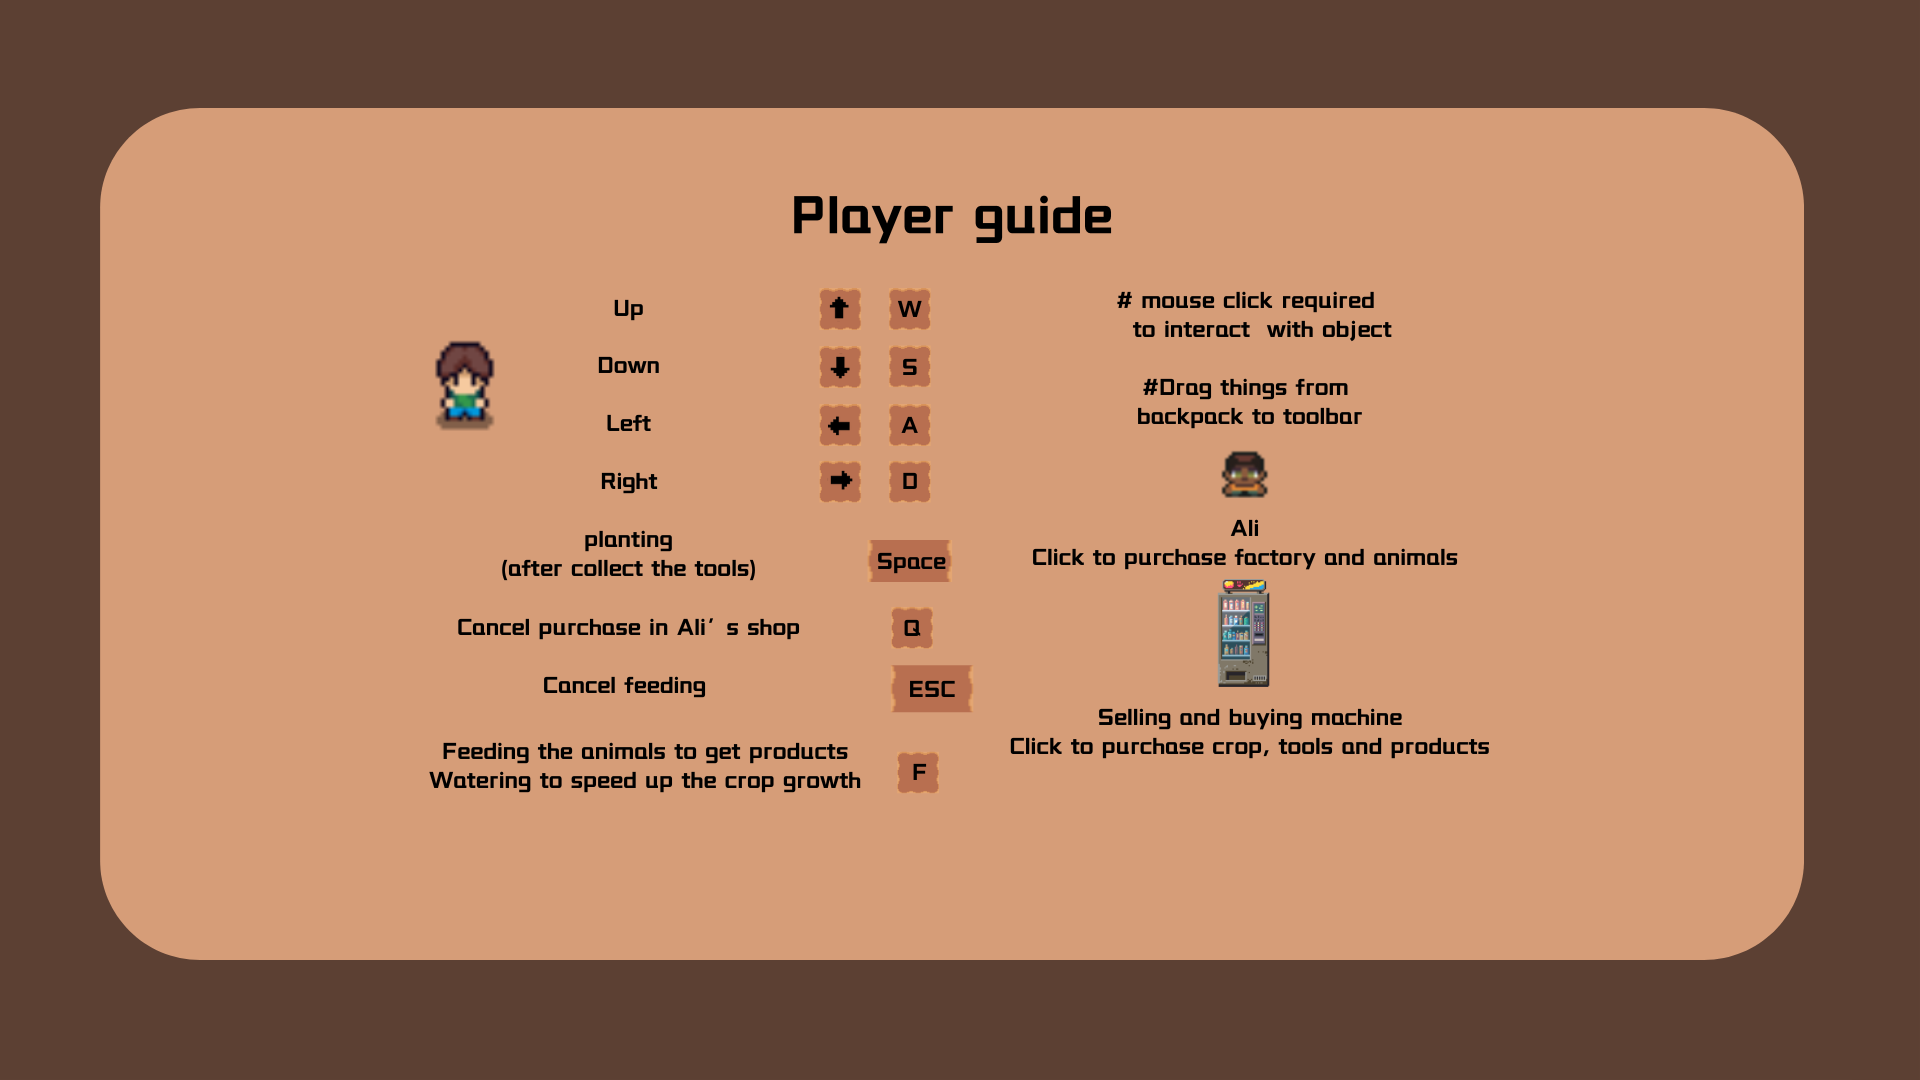 Player guide
Up
W
Down
S
Left
A
Right
D
planting
(after collect the tools)
Space
Cancel purchase in Ali’ s shop
Q
Cancel feeding
ESC
Feeding the animals to get products
Watering to speed up the crop growth
F
# mouse click required
to interact  with object
#Drag things from
backpack to toolbar
Ali
Click to purchase factory and animals
Selling and buying machine
Click to purchase crop, tools and products